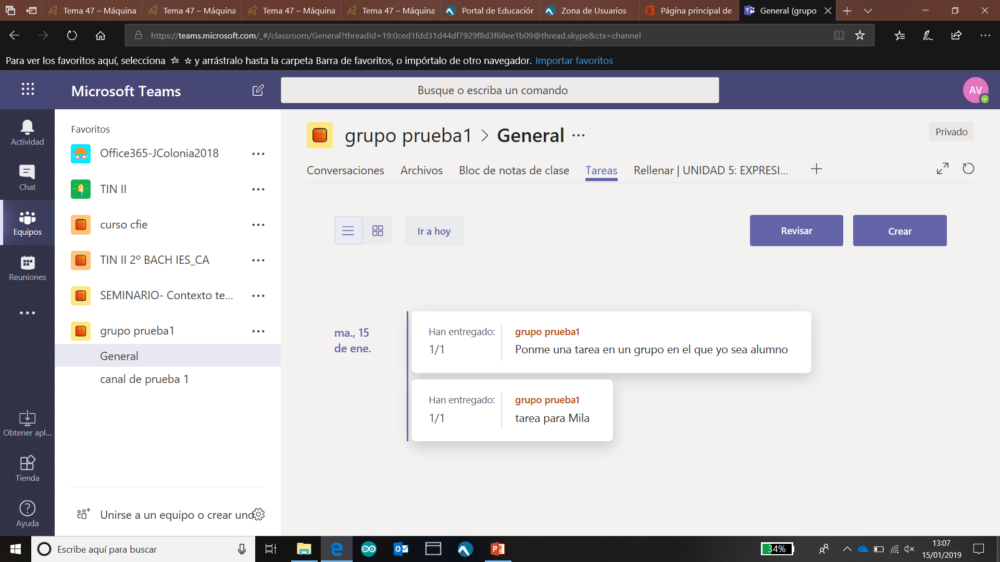 Tema 47 – Máquina
Tema 47 – Máquina
Tema 47 – Máquina
Tema 47 – Máquina
Portal de Educaciór
Zona de Usuarios
Página principal de
General (grupo
https://teams.microsoft.com/_#/classroom/General?threadId=19:0ced1fdd31d44df7929f8d3f68ee1b09@thread.skype&ctx=channel
Para ver los favoritos aquí, selecciona y arrástralo hasta la carpeta Barra de favoritos, o impórtalo de otro navegador. Importar favoritos
Microsoft Teams
Busque o escriba un comando
AV
Actividad
Chat
Equipos
Reuniones
Obtener apl...
Tienda
Ayuda
Favoritos
Office365-JColonia2018
TIN II
curso cfie
TIN II 2º BACH IES_CA
SEMINARIO- Contexto te...
grupo prueba1
General
canal de prueba 1
Unirse a un equipo o crear uno
grupo prueba1 > General ...
Privado
Conversaciones
Archivos
Bloc de notas de clase
Tareas
Rellenar | UNIDAD 5: EXPRESI...
Ir a hoy
Revisar
Crear
ma., 15
de ene.
Han entregado:
1/1
grupo prueba1
Ponme una tarea en un grupo en el que yo sea alumno
Han entregado:
1/1
grupo prueba1
tarea para Mila
Escribe aquí para buscar
34%
13:07
15/01/2019